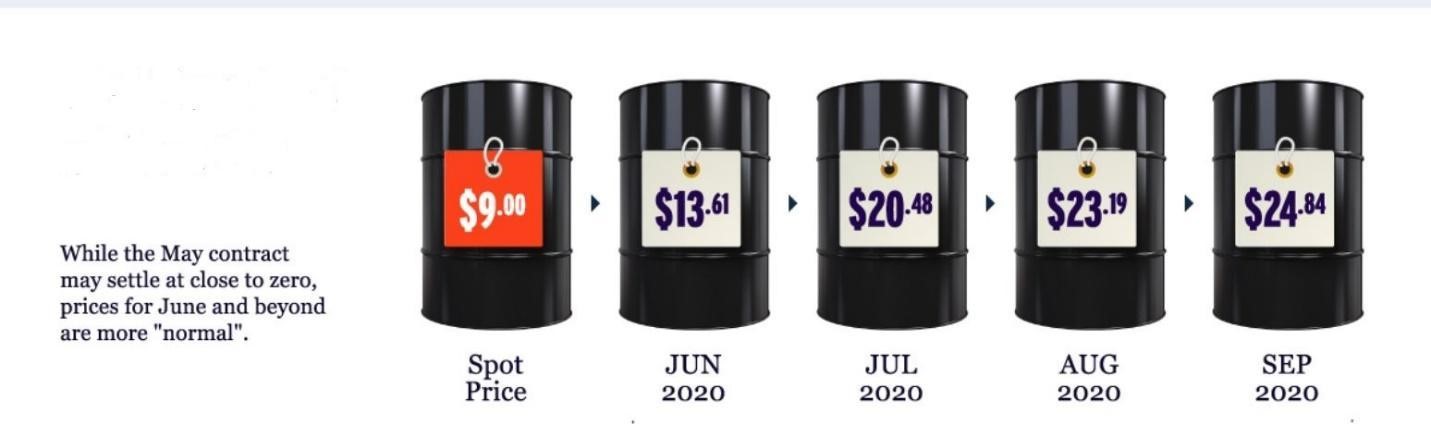 While the May contract
may settle at close to zero,
prices for June and beyond
are more "normal".
$9.00
$13.61
$20.48
$23.19
$24.84
Spot
Price
JUN
2020
JUL
2020
AUG
2020
SEP
2020